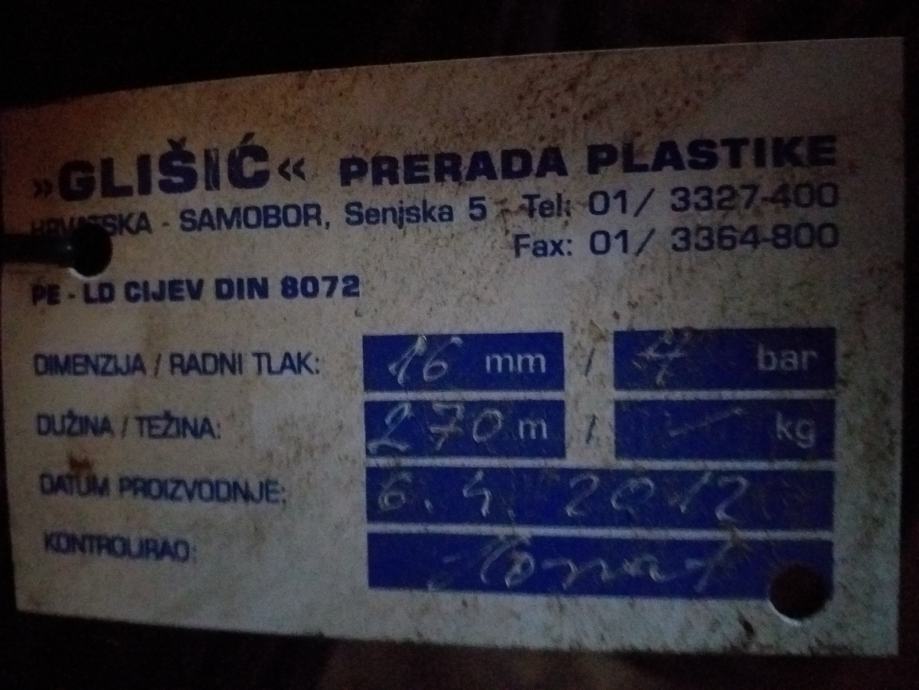 »GLIŠIĆ« PRERADA PLASTIKE
HRVATSKA - SAMOBOR, Senjska 5 - Tel: 01/ 3327-400
Fax: 01/ 3364-800
PE - LD CIJEV DIN 8072
DIMENZIJA / RADNI TLAK: 16 mm / 4 bar
DUŽINA / TEŽINA: 270 m / — kg
DATUM PROIZVODNJE: 6. 4. 2012
KONTROLIRAO: